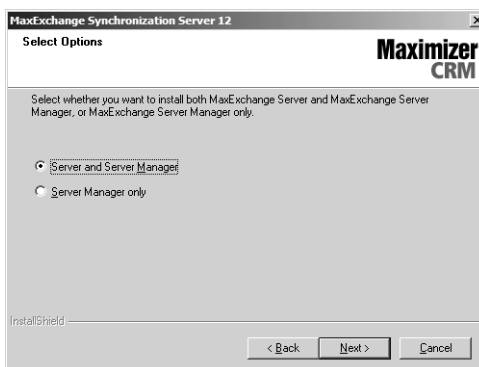 MaxExchange Synchronization Server 12
Select Options
Maximizer
CRM
Select whether you want to install both MaxExchange Server and MaxExchange Server
Manager, or MaxExchange Server Manager only.
Server and Server Manager
Server Manager only
InstallShield
< Back
Next >
Cancel